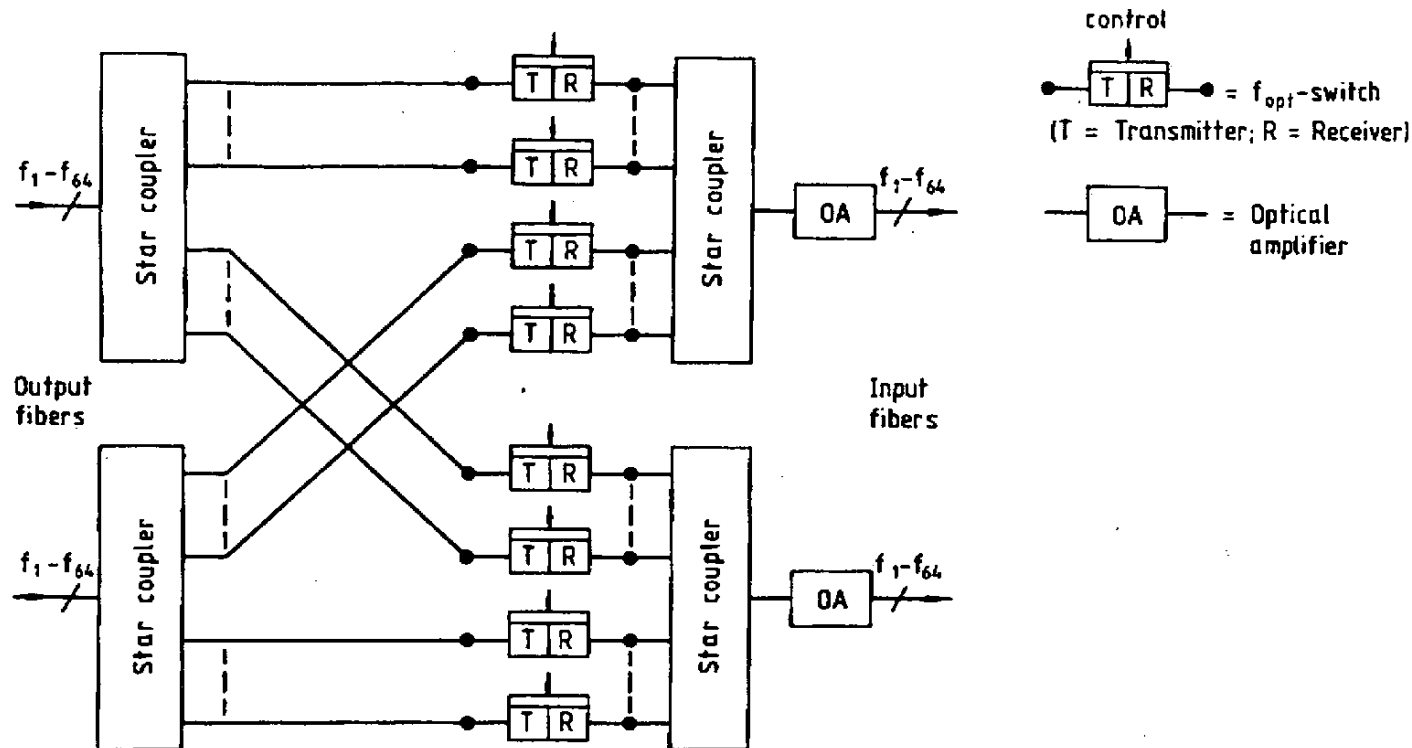 control
T R
= f_opt-switch
(T = Transmitter; R = Receiver)
OA
= Optical
amplifier
Star coupler
f₁-f₆₄
T R
T R
T R
T R
Star coupler
OA
f₁-f₆₄
Output
fibers
Input
fibers
Star coupler
f₁-f₆₄
T R
T R
T R
T R
Star coupler
OA
f₁-f₆₄